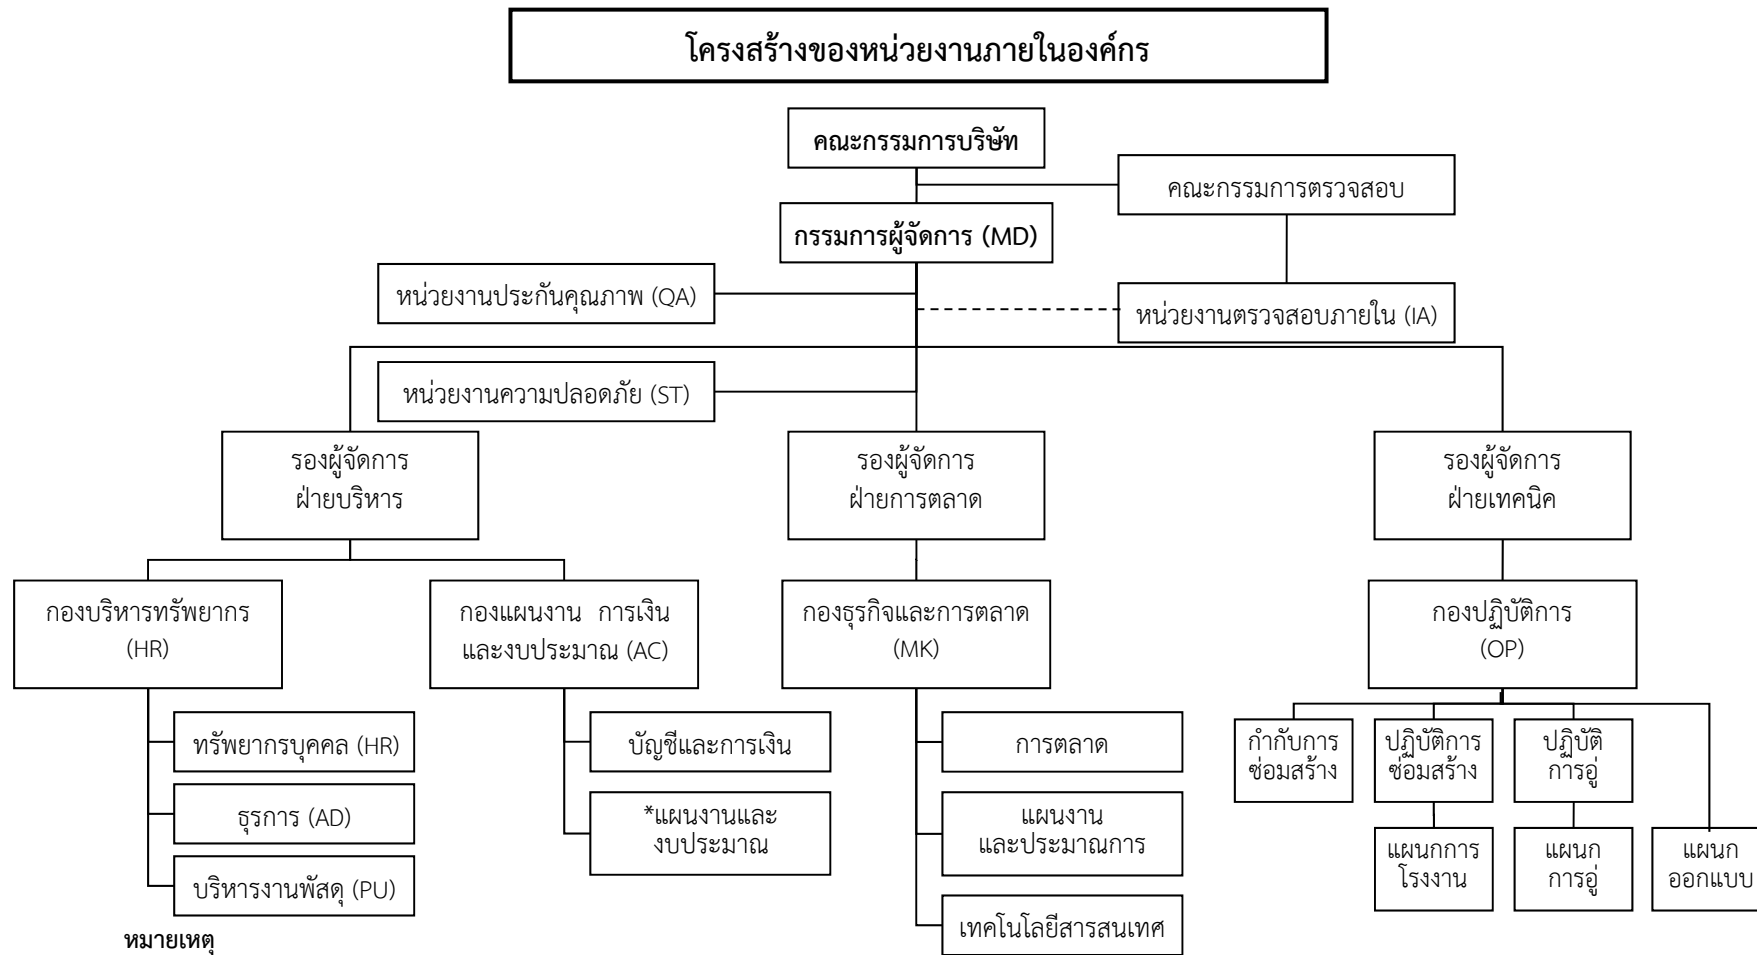 โครงสร้างของหน่วยงานภายในองค์กร
คณะกรรมการบริษัท
คณะกรรมการตรวจสอบ
กรรมการผู้จัดการ (MD)
หน่วยงานประกันคุณภาพ (QA)
หน่วยงานตรวจสอบภายใน (IA)
หน่วยงานความปลอดภัย (ST)
รองผู้จัดการ
ฝ่ายบริหาร
รองผู้จัดการ
ฝ่ายการตลาด
รองผู้จัดการ
ฝ่ายเทคนิค
กองบริหารทรัพยากร
(HR)
กองแผนงาน การเงิน
และงบประมาณ (AC)
กองธุรกิจและการตลาด
(MK)
กองปฏิบัติการ
(OP)
ทรัพยากรบุคคล (HR)
ธุรการ (AD)
บริหารงานพัสดุ (PU)
บัญชีและการเงิน
*แผนงานและ
งบประมาณ
การตลาด
แผนงาน
และประมาณการ
เทคโนโลยีสารสนเทศ
กำกับการ
ซ่อมสร้าง
ปฏิบัติการ
ซ่อมสร้าง
ปฏิบัติ
การอู่
แผนกการ
โรงงาน
แผนก
การอู่
แผนก
ออกแบบ
หมายเหตุ